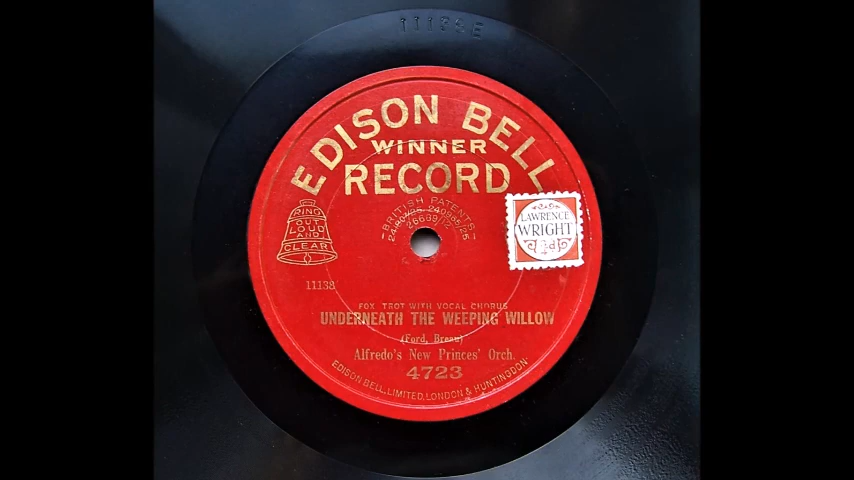 EDISON BELL
WINNER
RECORD
BRITISH PATENTS
RING
OUT
LOUD
AND
CLEAR
LAWRENCE
WRIGHT
11138
FOX TROT WITH VOCAL CHORUS
UNDERNEATH THE WEEPING WILLOW
(Ford, Breau)
Alfredo's New Princes' Orch.
4723
EDISON BELL, LIMITED, LONDON & HUNTINGDON